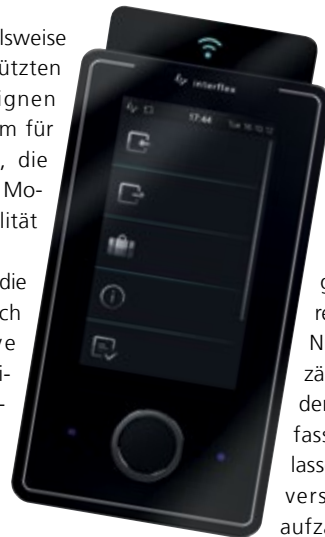 lsweise
ützten
ignen
m für
, die
Mo-
lität
die
ch
ve
i-
-
interflex
17:44 Tue 16.10.12
g
re
N
zä
der
fass
lass
vers
aufza